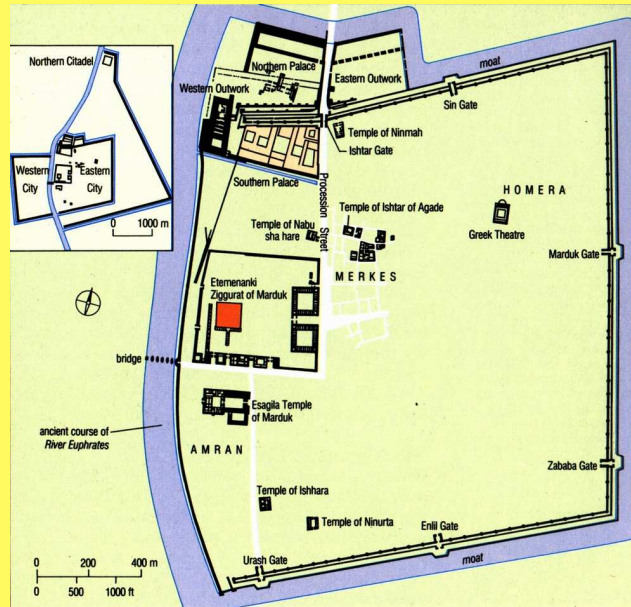 Northern Citadel
Western
City
Eastern
City
0 1000 m
Northern Palace
Western Outwork
Eastern Outwork
moat
Sin Gate
Temple of Ninmah
Ishtar Gate
Southern Palace
Procession Street
HOMERA
Temple of Ishtar of Agade
Temple of Nabu
sha hare
Greek Theatre
Marduk Gate
MERKES
Etemenanki
Ziggurat of Marduk
bridge
Esagila Temple
of Marduk
ancient course of
River Euphrates
AMRAN
Zababa Gate
Temple of Ishhara
Temple of Ninurta
Enlil Gate
Urash Gate
moat
0 200 400 m
0 500 1000 ft